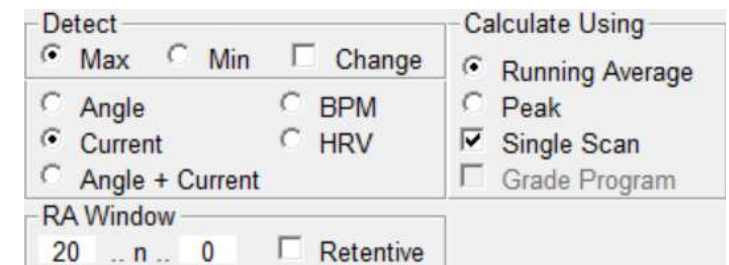 Detect
Max Min Change
Angle BPM
Current HRV
Angle + Current
RA Window
20 .. n .. 0 Retentive
Calculate Using
Running Average
Peak
Single Scan
Grade Program